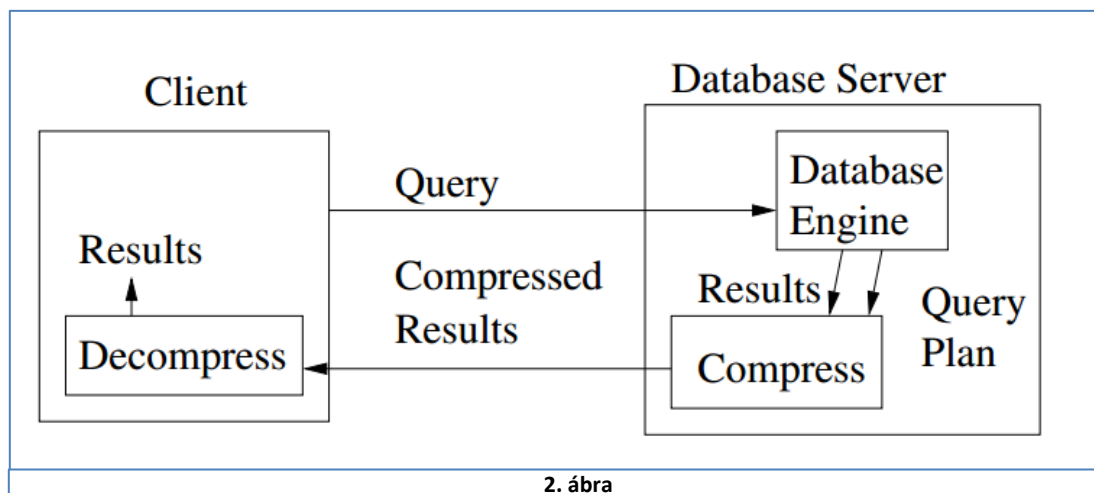 Client
Database Server
Query
Database
Engine
Results
Compressed
Results
Results
Query
Plan
Decompress
Compress
2. ábra